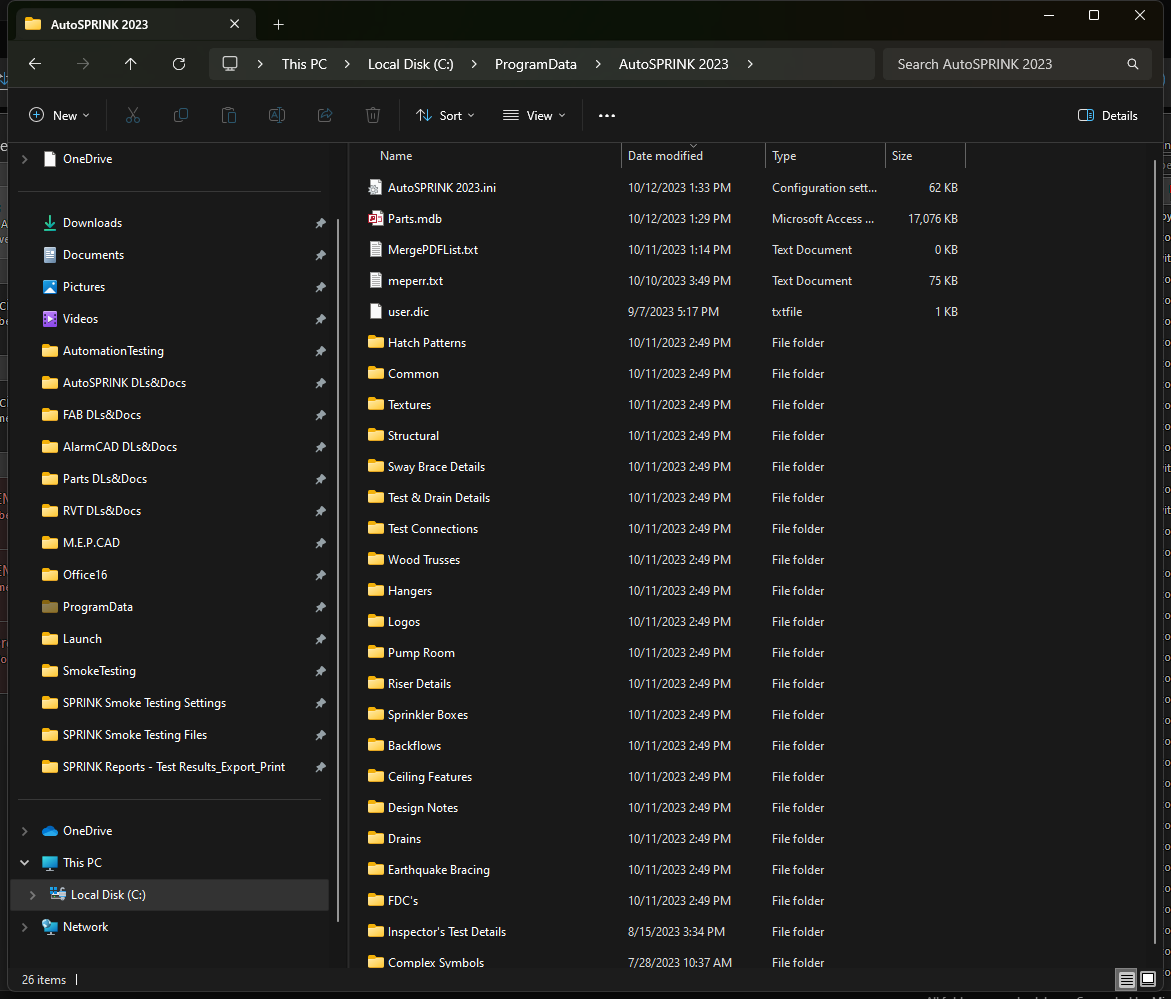 AutoSPRINK 2023
This PC > Local Disk (C:) > ProgramData > AutoSPRINK 2023 >
Search AutoSPRINK 2023
New
Sort
View
Details
OneDrive
Downloads
Documents
Pictures
Videos
AutomationTesting
AutoSPRINK DLs&Docs
FAB DLs&Docs
AlarmCAD DLs&Docs
Parts DLs&Docs
RVT DLs&Docs
M.E.P.CAD
Office16
ProgramData
Launch
SmokeTesting
SPRINK Smoke Testing Settings
SPRINK Smoke Testing Files
SPRINK Reports - Test Results_Export_Print
OneDrive
This PC
Local Disk (C:)
Network
Name Date modified Type Size
AutoSPRINK 2023.ini 10/12/2023 1:33 PM Configuration sett... 62 KB
Parts.mdb 10/12/2023 1:29 PM Microsoft Access ... 17,076 KB
MergePDFList.txt 10/11/2023 1:14 PM Text Document 0 KB
meperr.txt 10/10/2023 3:49 PM Text Document 75 KB
user.dic 9/7/2023 5:17 PM txtfile 1 KB
Hatch Patterns 10/11/2023 2:49 PM File folder
Common 10/11/2023 2:49 PM File folder
Textures 10/11/2023 2:49 PM File folder
Structural 10/11/2023 2:49 PM File folder
Sway Brace Details 10/11/2023 2:49 PM File folder
Test & Drain Details 10/11/2023 2:49 PM File folder
Test Connections 10/11/2023 2:49 PM File folder
Wood Trusses 10/11/2023 2:49 PM File folder
Hangers 10/11/2023 2:49 PM File folder
Logos 10/11/2023 2:49 PM File folder
Pump Room 10/11/2023 2:49 PM File folder
Riser Details 10/11/2023 2:49 PM File folder
Sprinkler Boxes 10/11/2023 2:49 PM File folder
Backflows 10/11/2023 2:49 PM File folder
Ceiling Features 10/11/2023 2:49 PM File folder
Design Notes 10/11/2023 2:49 PM File folder
Drains 10/11/2023 2:49 PM File folder
Earthquake Bracing 10/11/2023 2:49 PM File folder
FDC's 10/11/2023 2:49 PM File folder
Inspector's Test Details 8/15/2023 3:34 PM File folder
Complex Symbols 7/28/2023 10:37 AM File folder
26 items